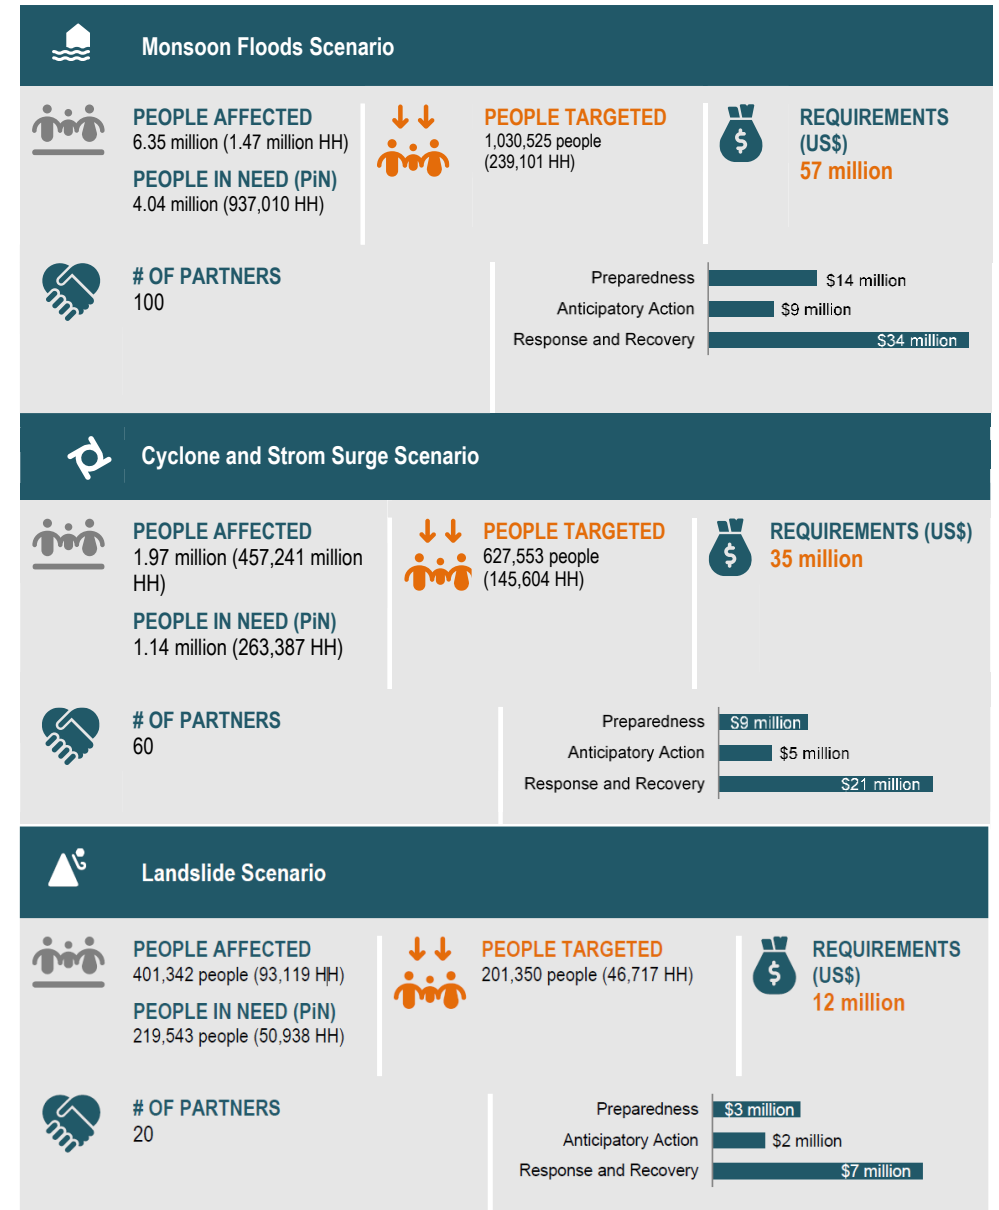 Monsoon Floods Scenario
PEOPLE AFFECTED
6.35 million (1.47 million HH)
PEOPLE IN NEED (PiN)
4.04 million (937,010 HH)
PEOPLE TARGETED
1,030,525 people
(239,101 HH)
REQUIREMENTS
(US$)
57 million
# OF PARTNERS
100
Preparedness $14 million
Anticipatory Action $9 million
Response and Recovery $34 million
Cyclone and Strom Surge Scenario
PEOPLE AFFECTED
1.97 million (457,241 million
HH)
PEOPLE IN NEED (PiN)
1.14 million (263,387 HH)
PEOPLE TARGETED
627,553 people
(145,604 HH)
REQUIREMENTS (US$)
35 million
# OF PARTNERS
60
Preparedness $9 million
Anticipatory Action $5 million
Response and Recovery $21 million
Landslide Scenario
PEOPLE AFFECTED
401,342 people (93,119 HH)
PEOPLE IN NEED (PiN)
219,543 people (50,938 HH)
PEOPLE TARGETED
201,350 people (46,717 HH)
REQUIREMENTS
(US$)
12 million
# OF PARTNERS
20
Preparedness $3 million
Anticipatory Action $2 million
Response and Recovery $7 million